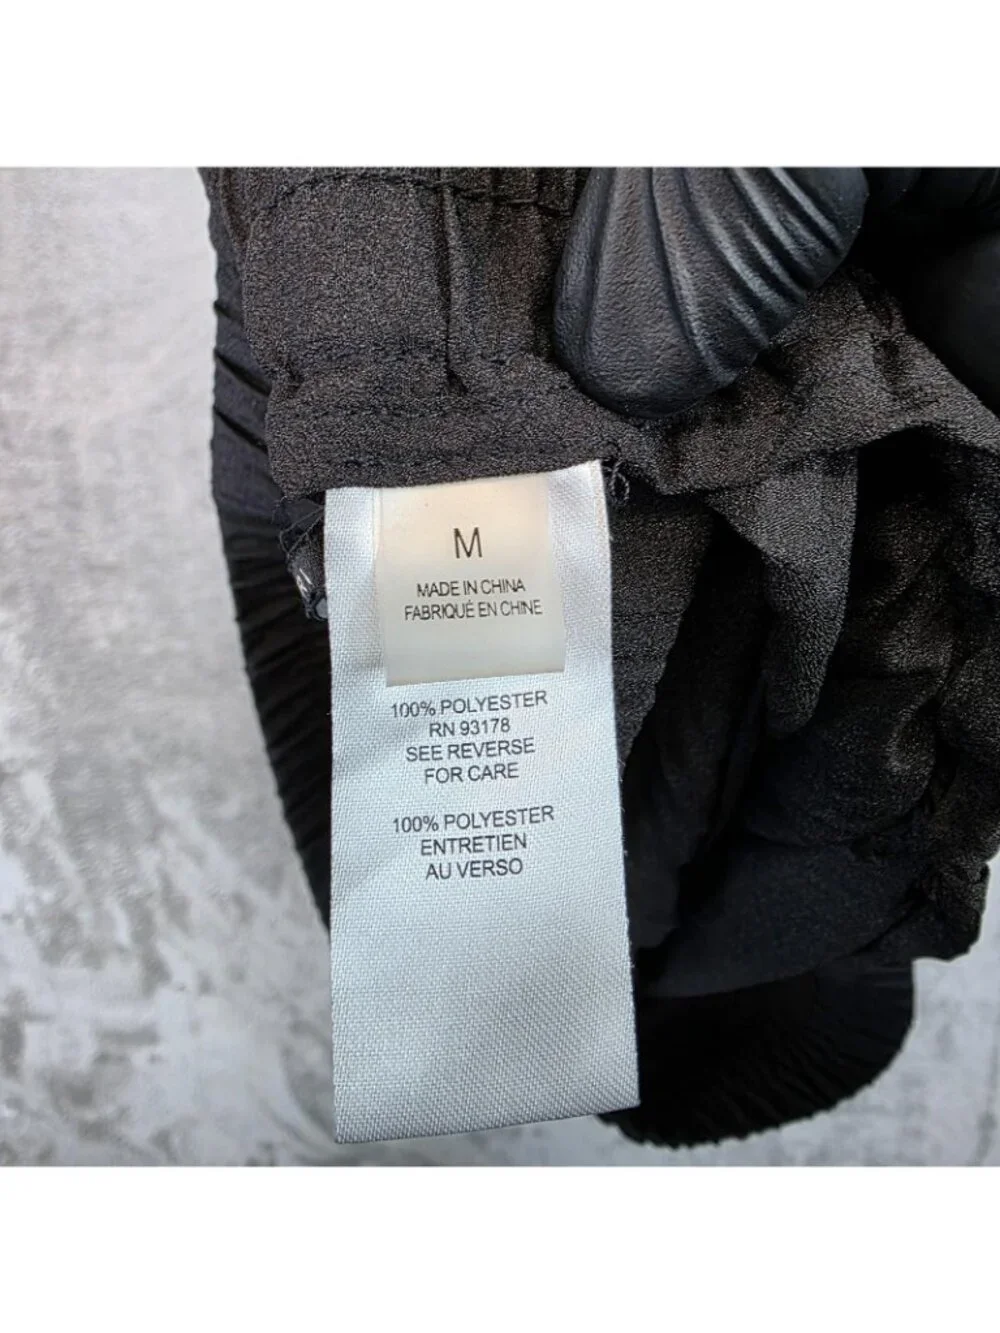 M
MADE IN CHINA
FABRIQUÉ EN CHINE
100% POLYESTER
RN 93178
SEE REVERSE
FOR CARE
100% POLYESTER
ENTRETIEN
AU VERSO